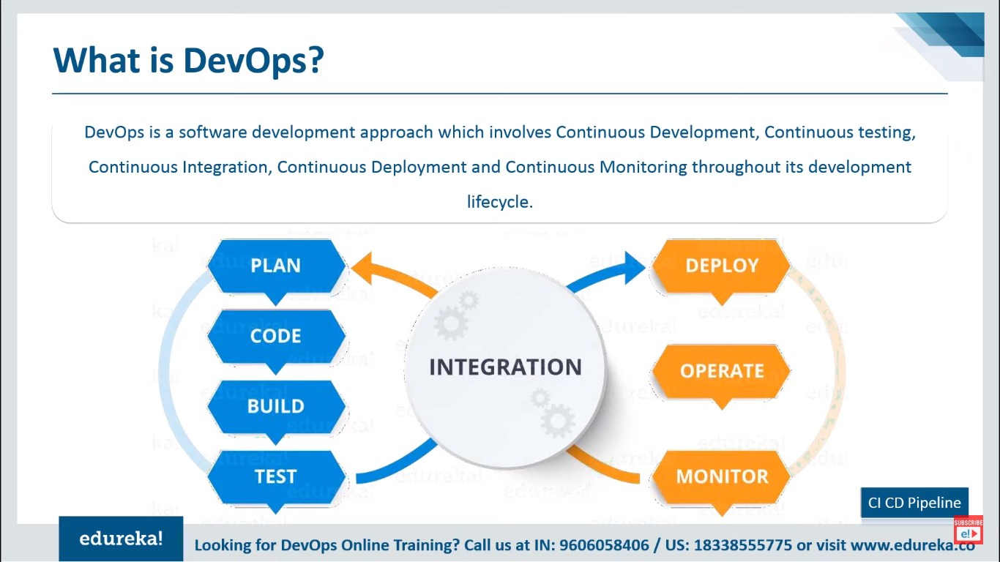 What is DevOps?
DevOps is a software development approach which involves Continuous Development, Continuous testing,
Continuous Integration, Continuous Deployment and Continuous Monitoring throughout its development
lifecycle.
PLAN
CODE
BUILD
TEST
INTEGRATION
DEPLOY
OPERATE
MONITOR
CI CD Pipeline
SUBSCRIBE
e!
edureka!
Looking for DevOps Online Training? Call us at IN: 9606058406 / US: 18338555775 or visit www.edureka.co